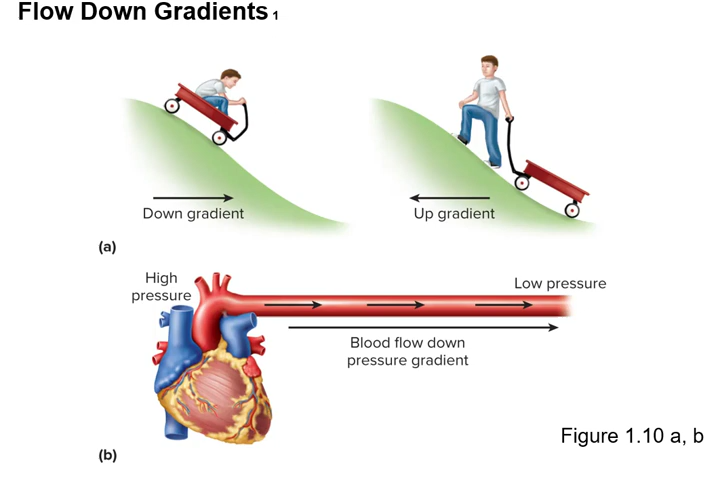 Flow Down Gradients 1
Down gradient
Up gradient
(a)
High
pressure
Low pressure
Blood flow down
pressure gradient
Figure 1.10 a, b
(b)